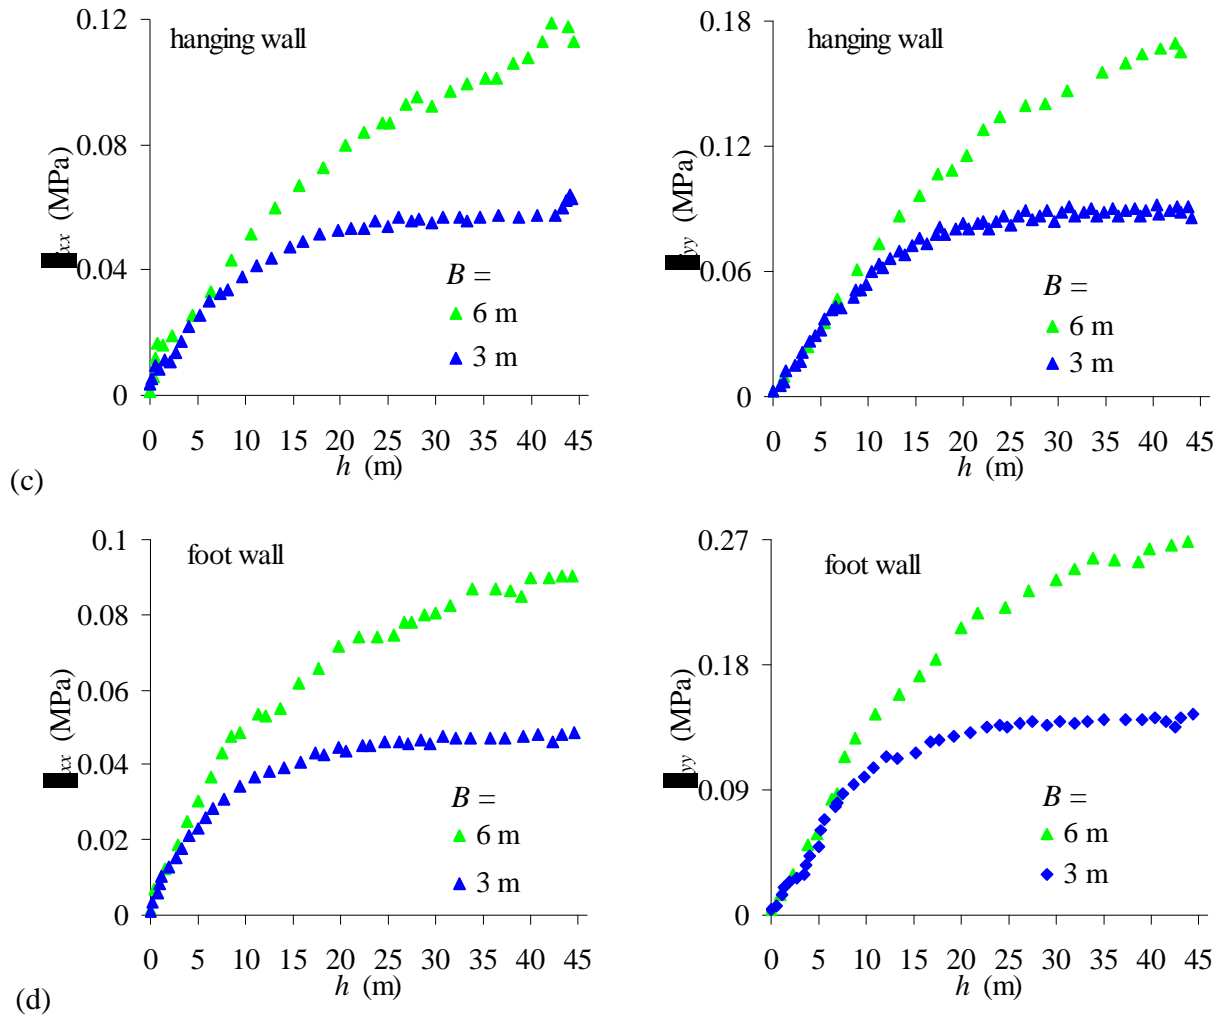 hanging wall
0.12
0.08
0.04
0
xx (MPa)
B =
6 m
3 m
0 5 10 15 20 25 30 35 40 45
h (m)
(c)
hanging wall
0.18
0.12
0.06
0
yy (MPa)
B =
6 m
3 m
0 5 10 15 20 25 30 35 40 45
h (m)
foot wall
0.1
0.08
0.06
0.04
0.02
0
xx (MPa)
B =
6 m
3 m
0 5 10 15 20 25 30 35 40 45
h (m)
(d)
foot wall
0.27
0.18
0.09
0
yy (MPa)
B =
6 m
3 m
0 5 10 15 20 25 30 35 40 45
h (m)